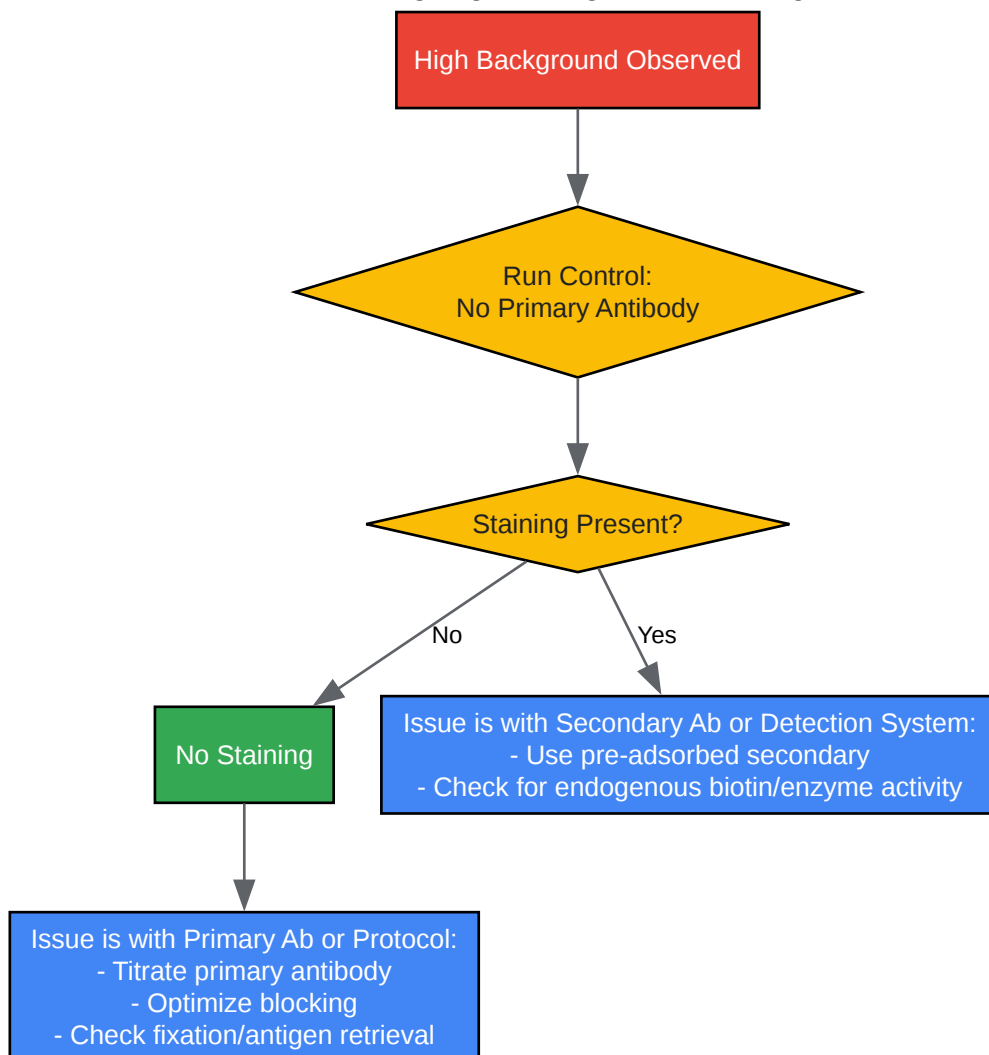 High Background Observed
Run Control:
No Primary Antibody
Staining Present?
No
Yes
No Staining
Issue is with Secondary Ab or Detection System:
- Use pre-adsorbed secondary
- Check for endogenous biotin/enzyme activity
Issue is with Primary Ab or Protocol:
- Titrate primary antibody
- Optimize blocking
- Check fixation/antigen retrieval